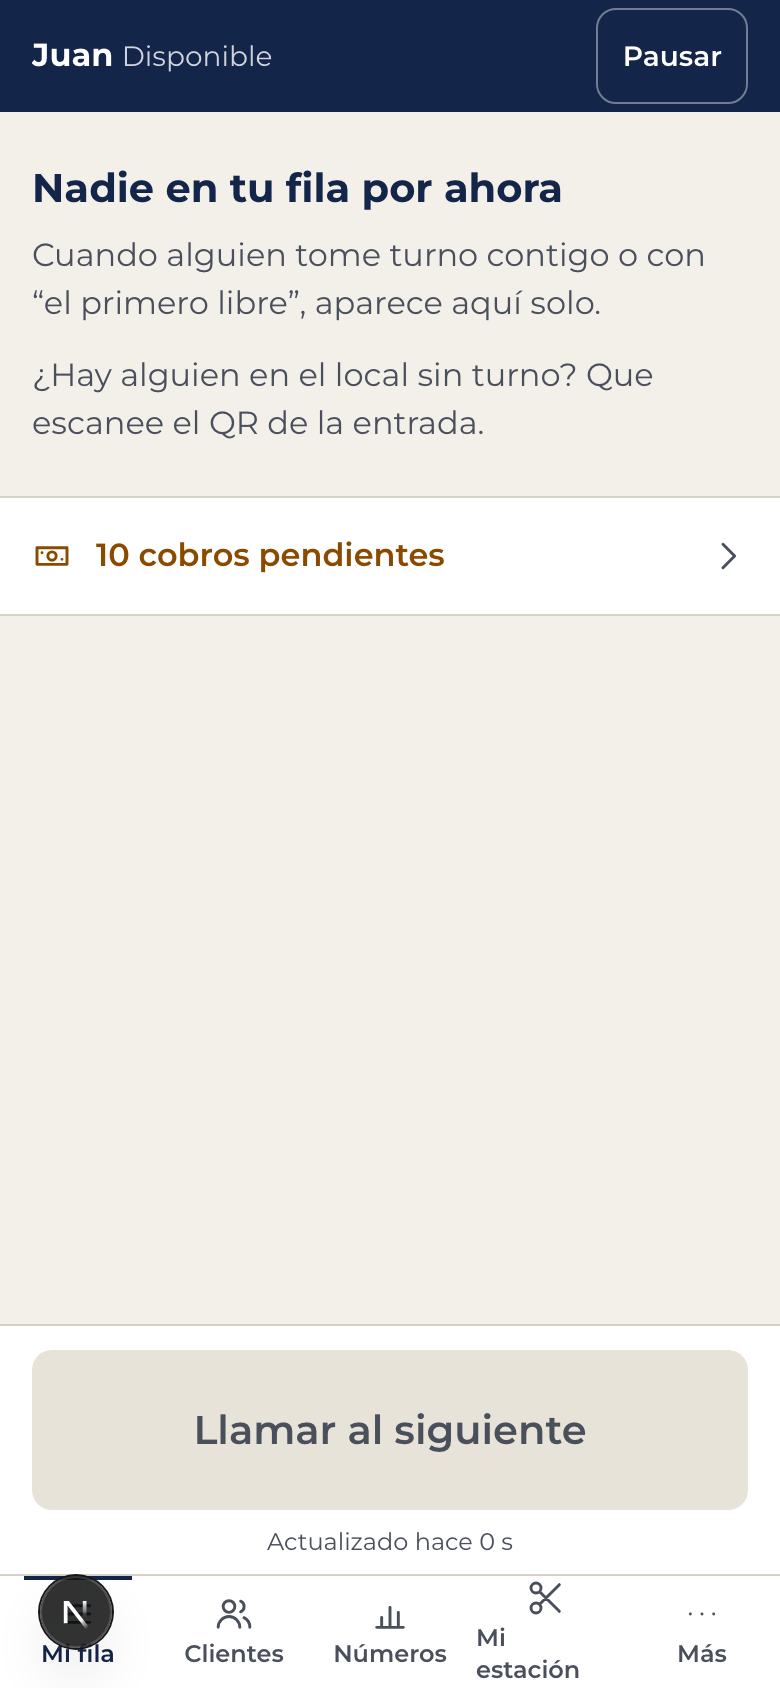 Juan Disponible
Pausar
Nadie en tu fila por ahora
Cuando alguien tome turno contigo o con
“el primero libre”, aparece aquí solo.
¿Hay alguien en el local sin turno? Que
escanee el QR de la entrada.
10 cobros pendientes
Llamar al siguiente
Actualizado hace 0 s
N
Mi fila
Clientes
Números
Mi
estación
Más